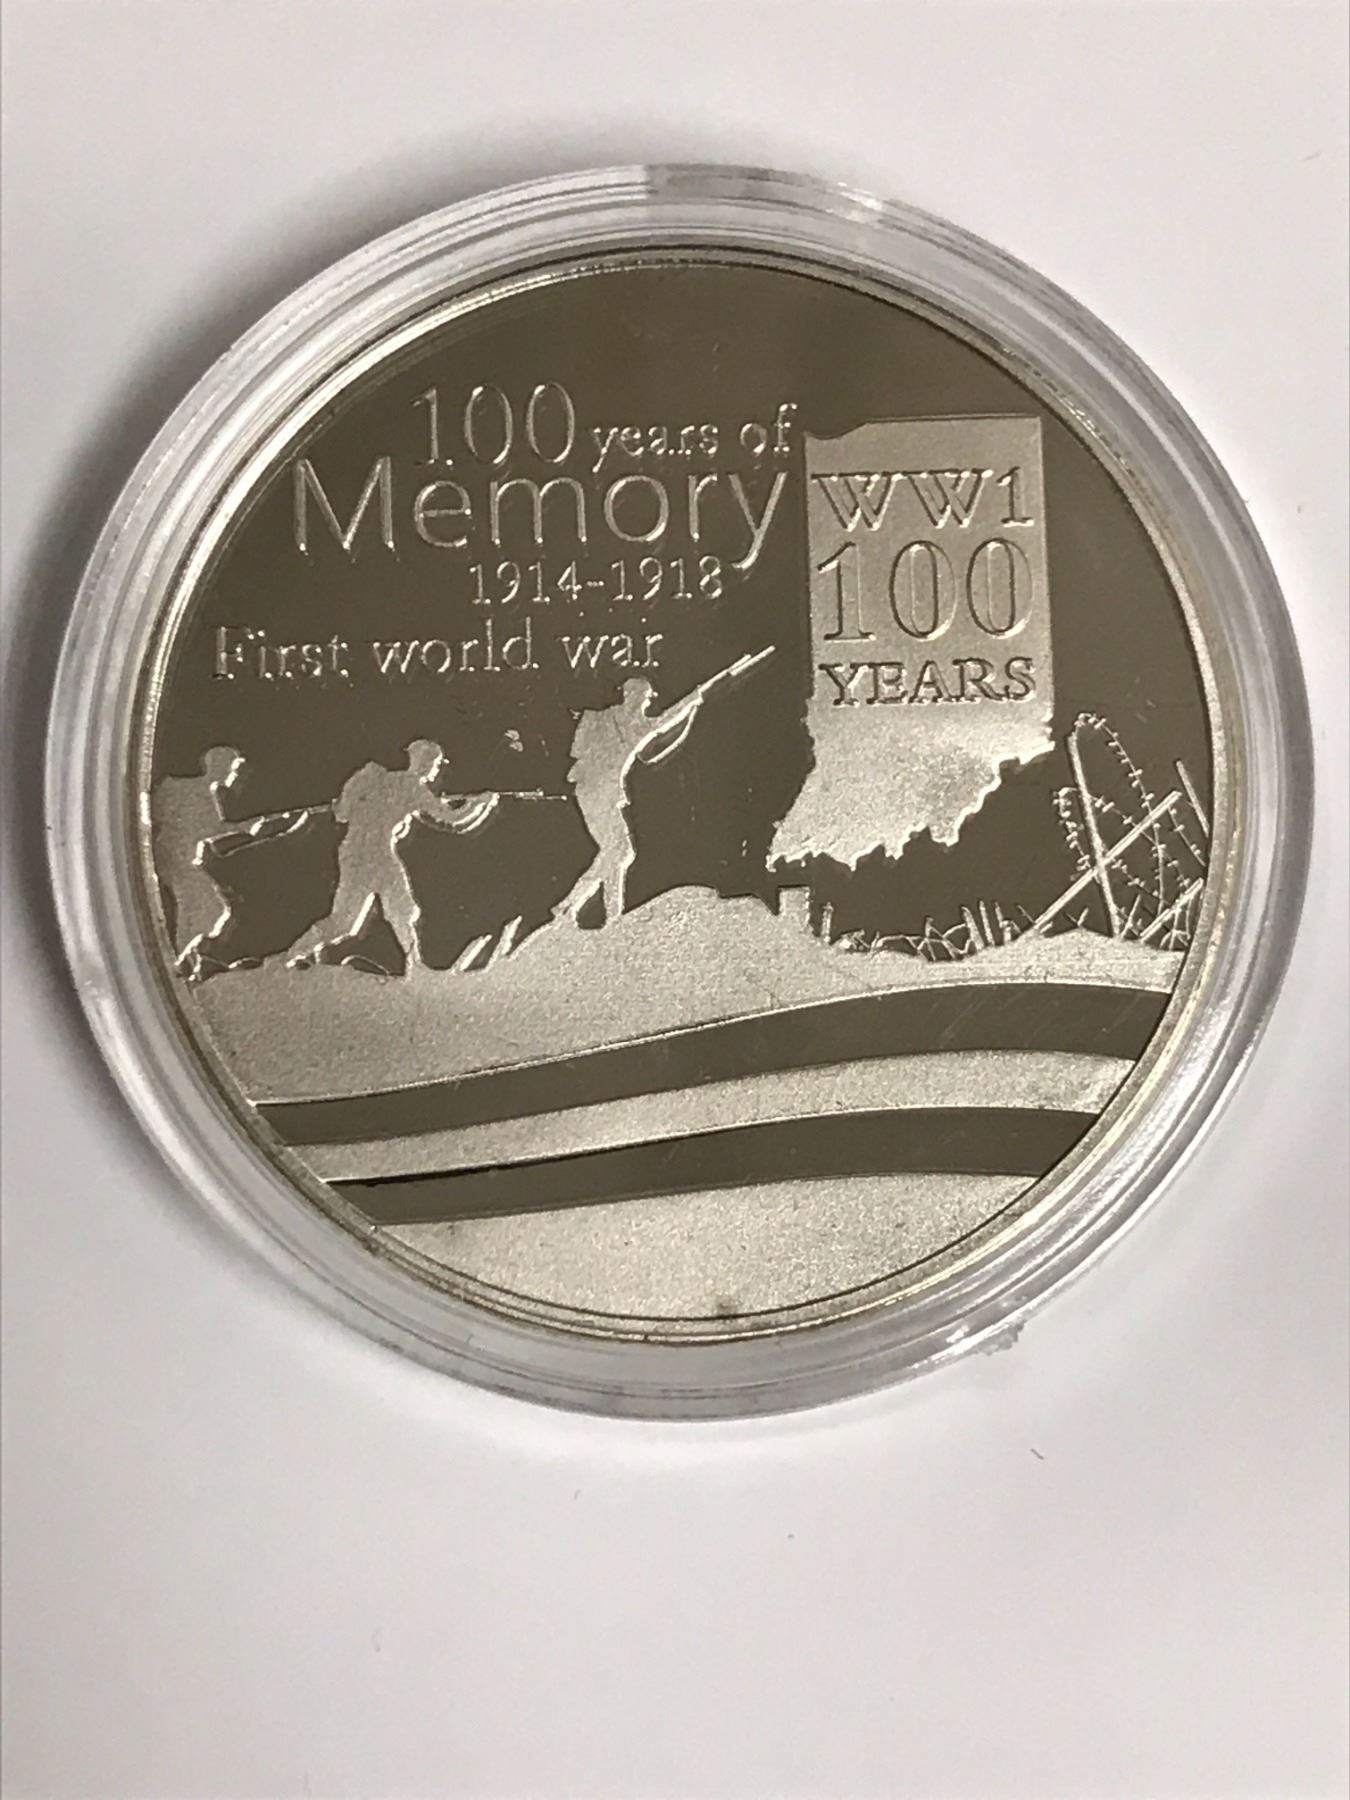 100 years of
Memory
1914-1918
First world war
WW1
100
YEARS